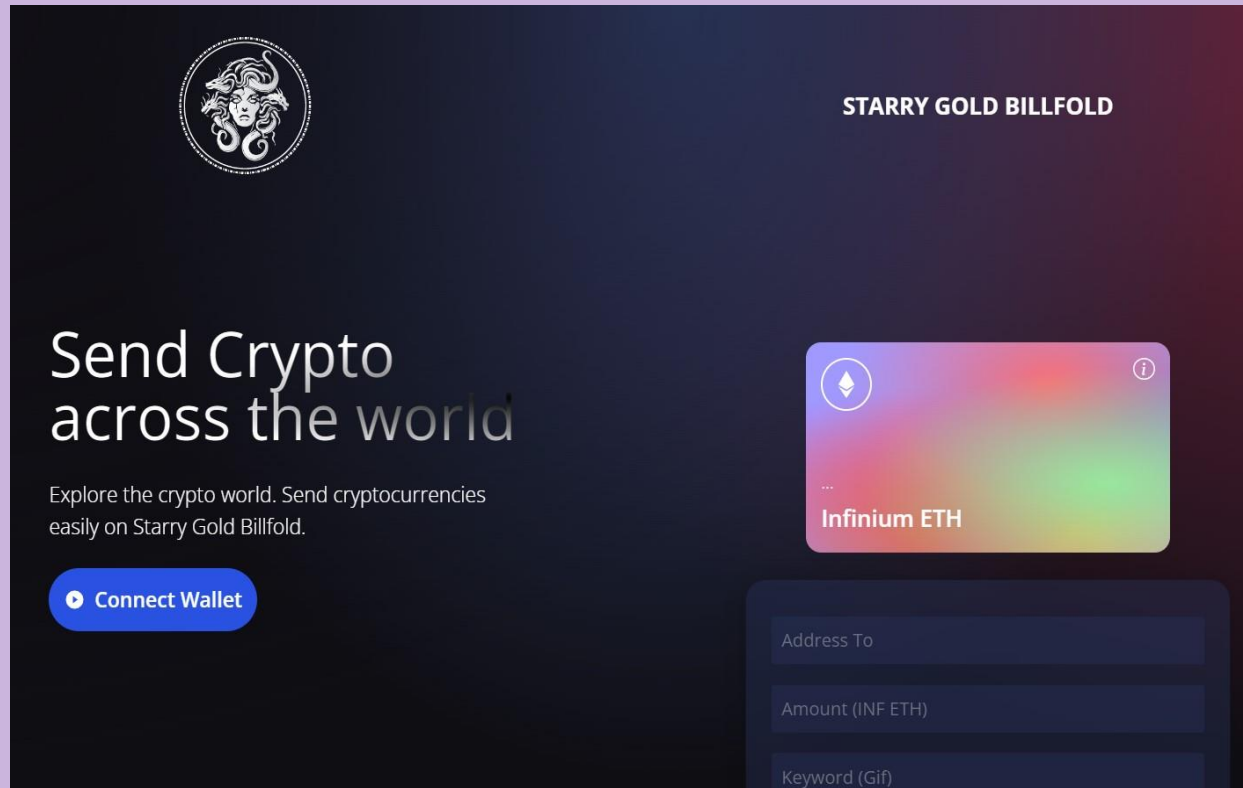 STARRY GOLD BILLFOLD
Send Crypto
across the world
Explore the crypto world. Send cryptocurrencies
easily on Starry Gold Billfold.
Connect Wallet
i
...
Infinium ETH
Address To
Amount (INF ETH)
Keyword (Gif)